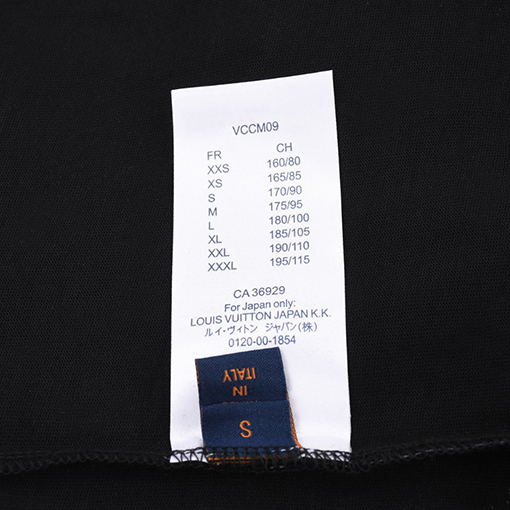 VCCM09
FR CH
XXS 160/80
XS 165/85
S 170/90
M 175/95
L 180/100
XL 185/105
XXL 190/110
XXXL 195/115
CA 36929
For Japan only:
LOUIS VUITTON JAPAN K.K.
ルイ・ヴィトン ジャパン(株)
0120-00-1854
IN
ITALY
S